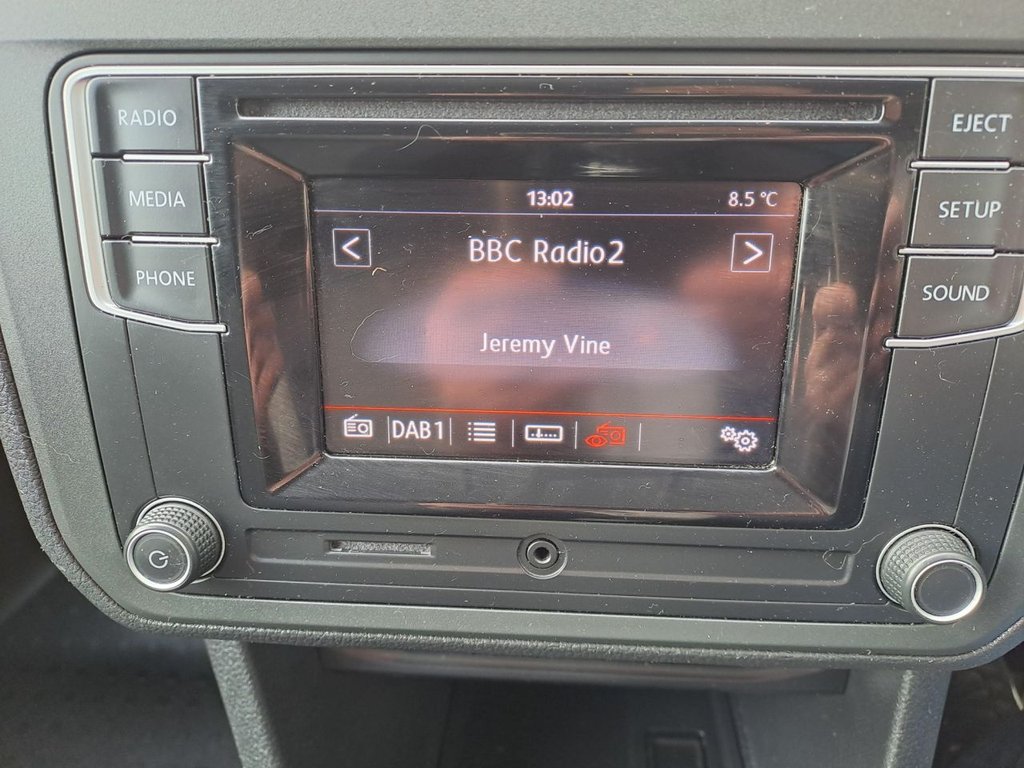 RADIO
MEDIA
PHONE
13:02 8.5 °C
< BBC Radio2 >
Jeremy Vine
DAB1
EJECT
SETUP
SOUND